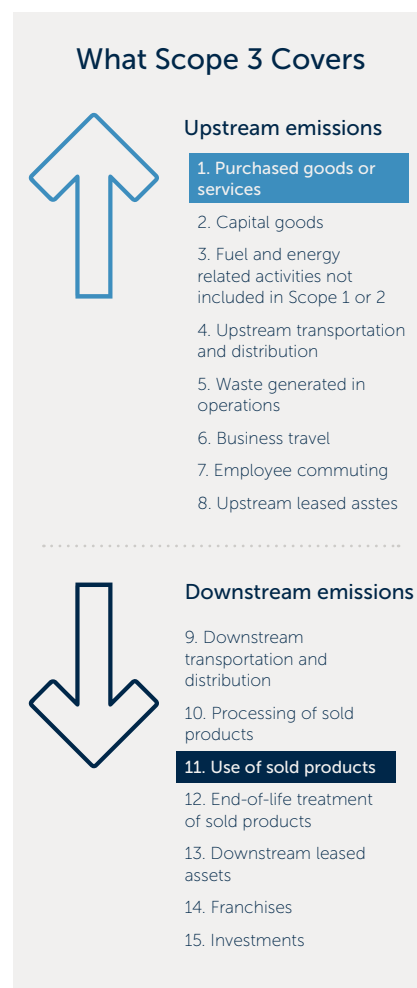 What Scope 3 Covers
Upstream emissions
1. Purchased goods or
services
2. Capital goods
3. Fuel and energy
related activities not
included in Scope 1 or 2
4. Upstream transportation
and distribution
5. Waste generated in
operations
6. Business travel
7. Employee commuting
8. Upstream leased asstes
Downstream emissions
9. Downstream
transportation and
distribution
10. Processing of sold
products
11. Use of sold products
12. End-of-life treatment
of sold products
13. Downstream leased
assets
14. Franchises
15. Investments